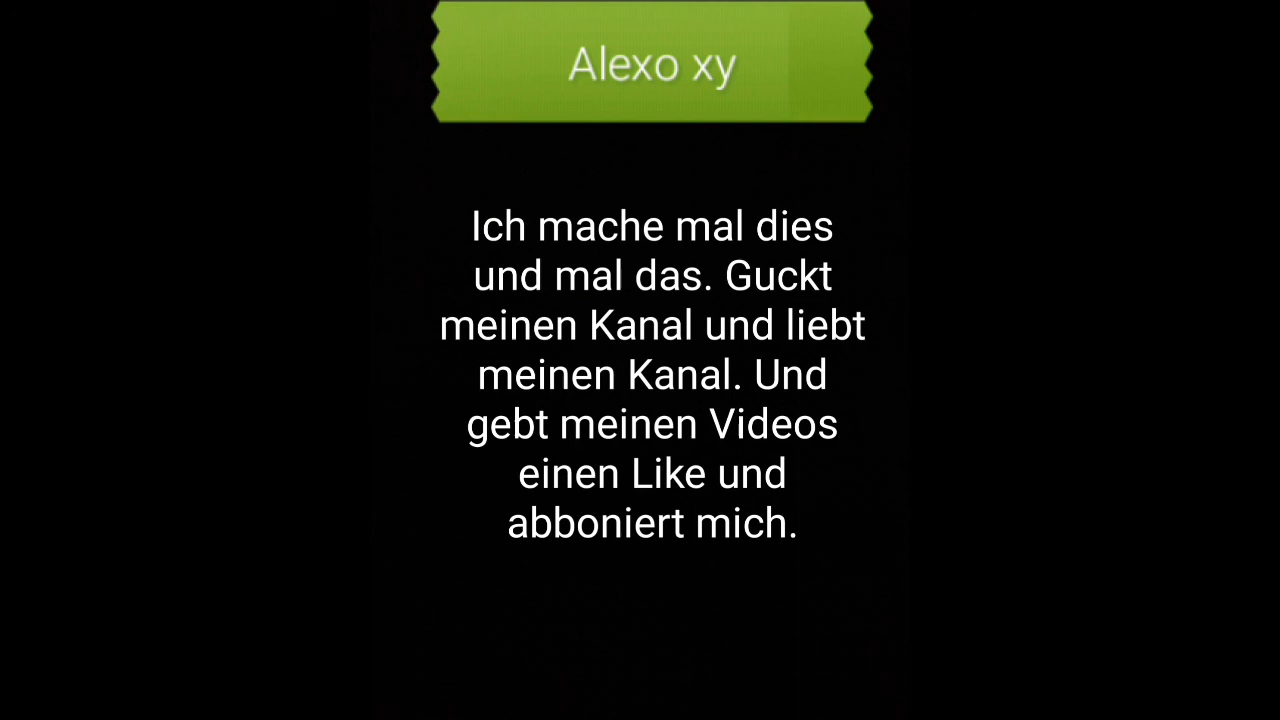 Alexo xy
Ich mache mal dies
und mal das. Guckt
meinen Kanal und liebt
meinen Kanal. Und
gebt meinen Videos
einen Like und
abboniert mich.